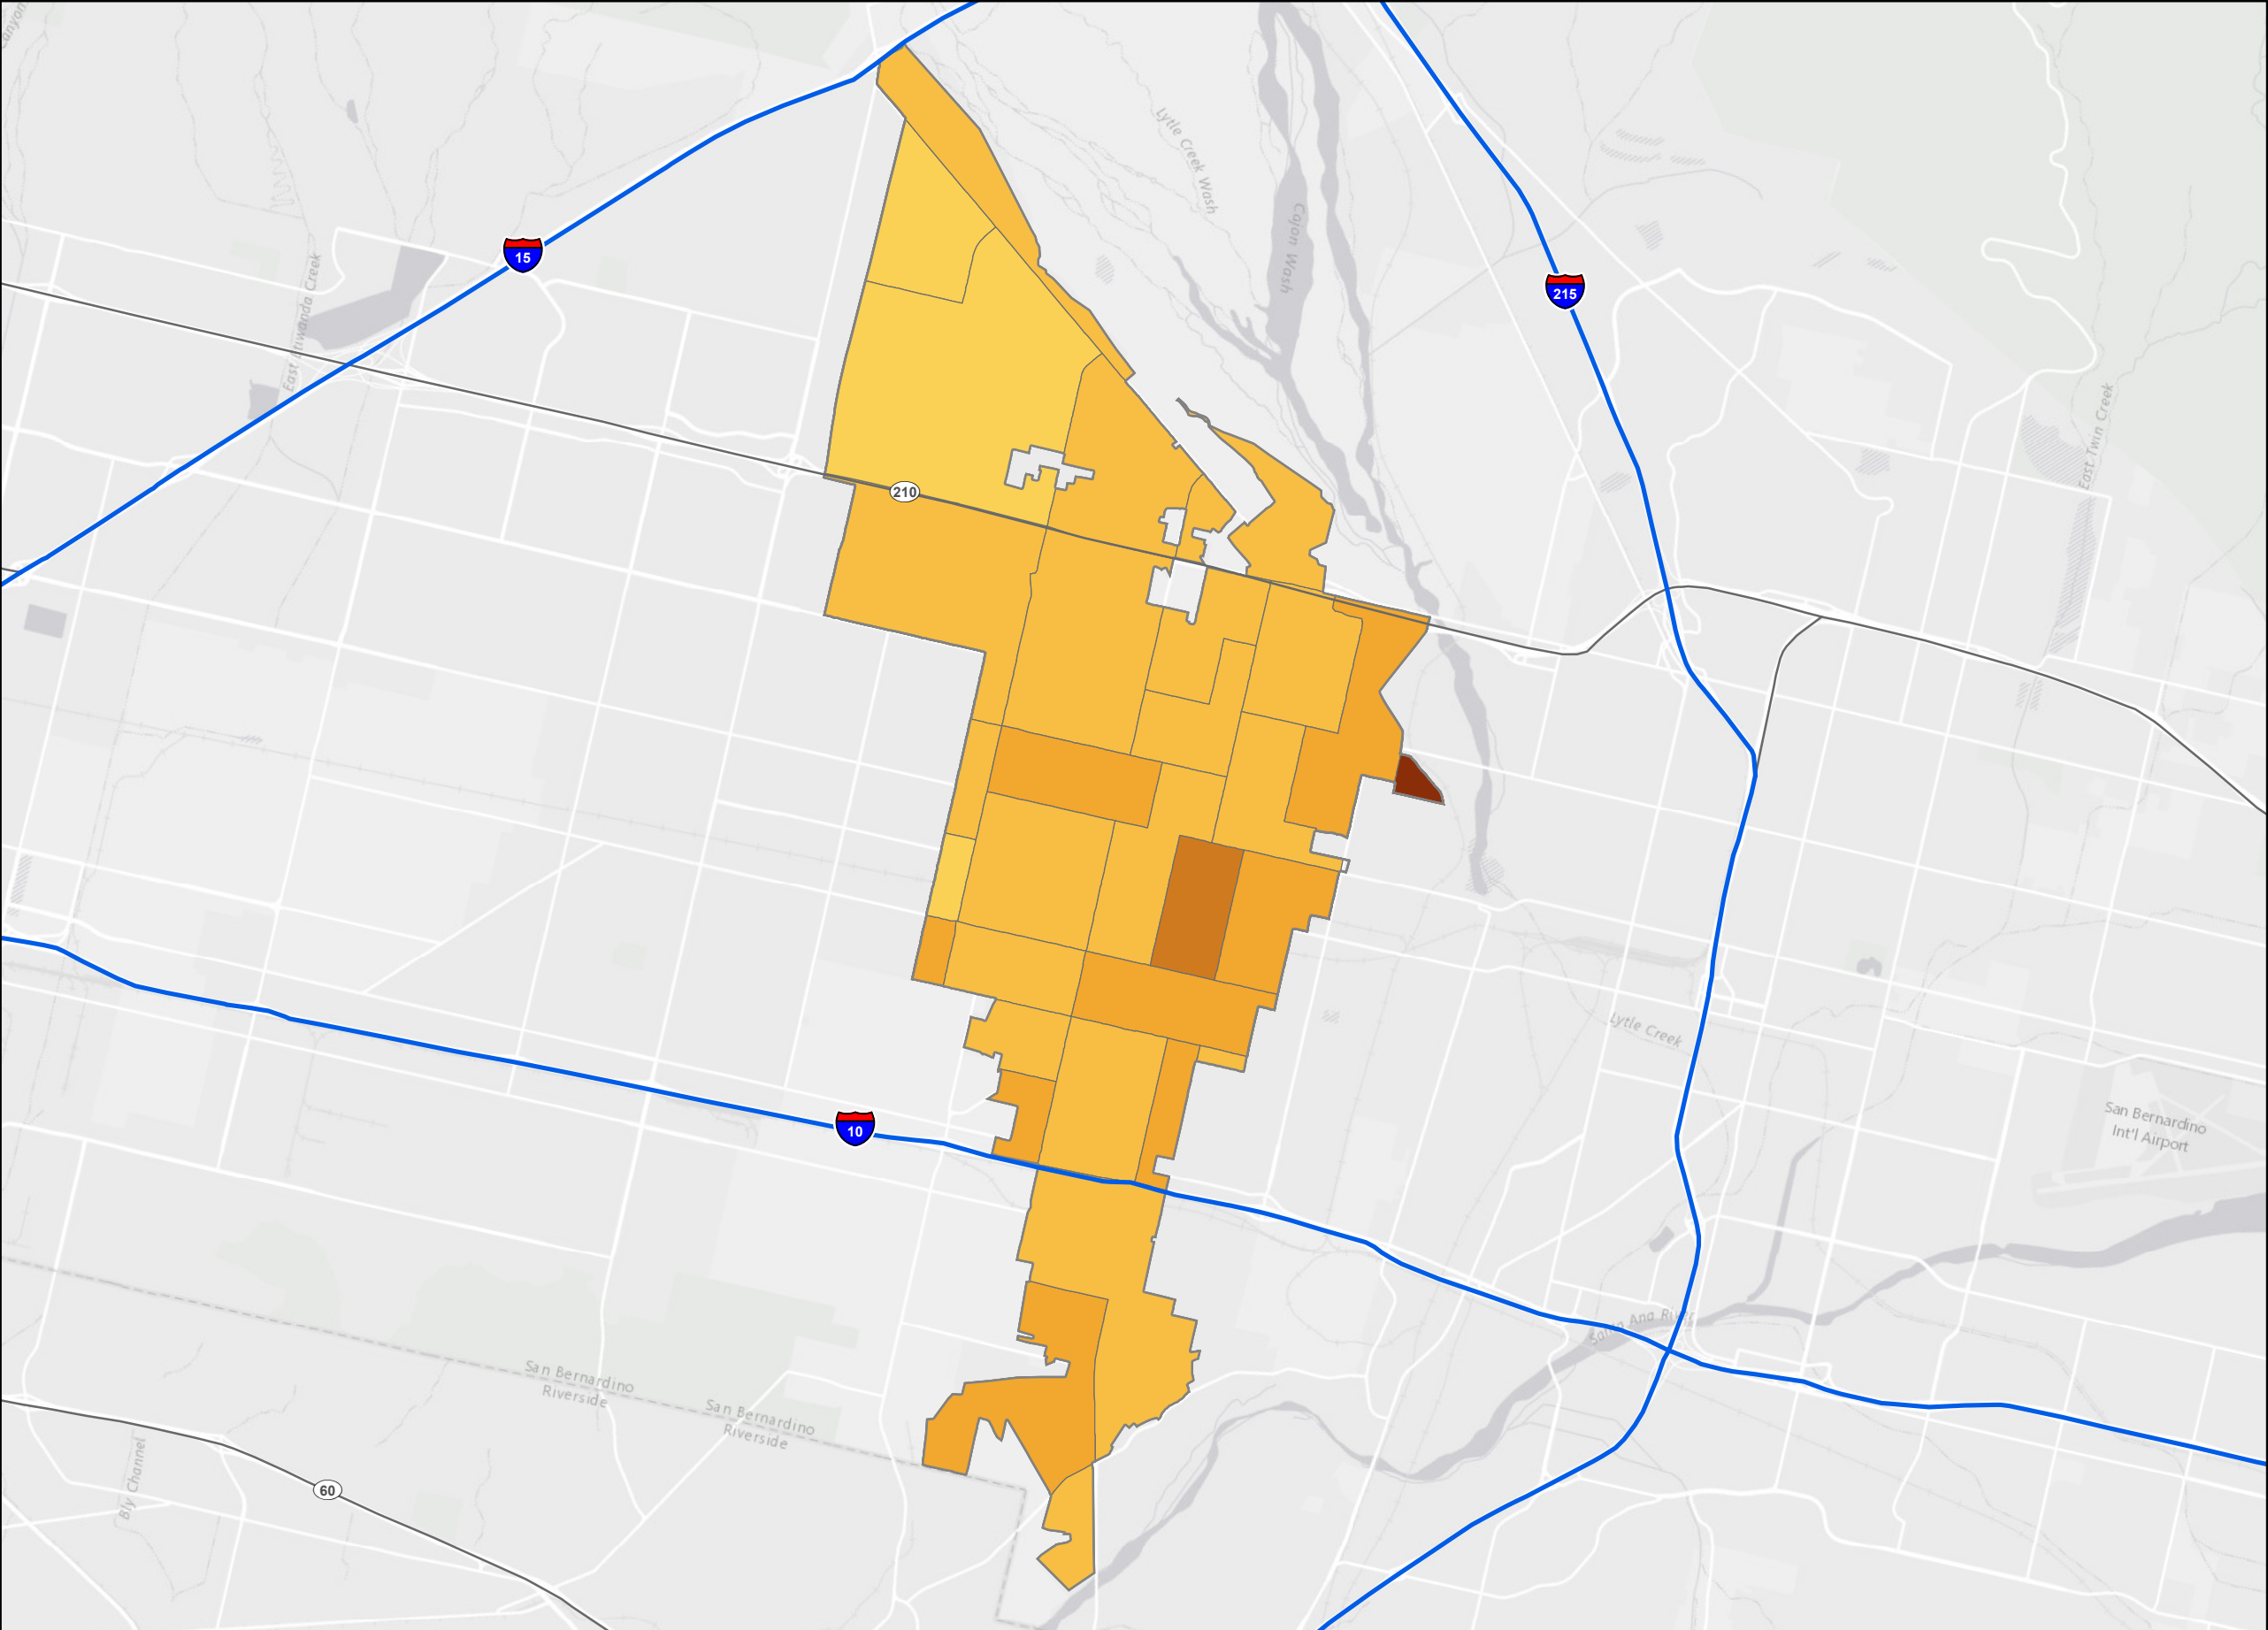 Canyon
Lytle Creek Wash
Cajon Wash
15
215
East Etiwanda Creek
East Twin Creek
210
Lytle Creek
10
San Bernardino
Int'l Airport
Santa Ana River
San Bernardino
Riverside
San Bernardino
Riverside
Bly Channel
60